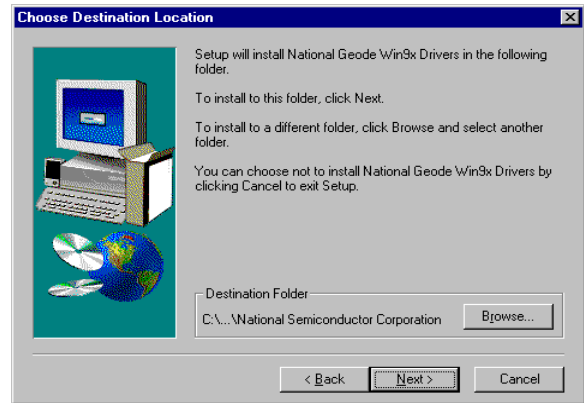 Choose Destination Location
Setup will install National Geode Win9x Drivers in the following
folder.
To install to this folder, click Next.
To install to a different folder, click Browse and select another
folder.
You can choose not to install National Geode Win9x Drivers by
clicking Cancel to exit Setup.
Destination Folder
C:\...\National Semiconductor Corporation
Browse...
< Back
Next >
Cancel